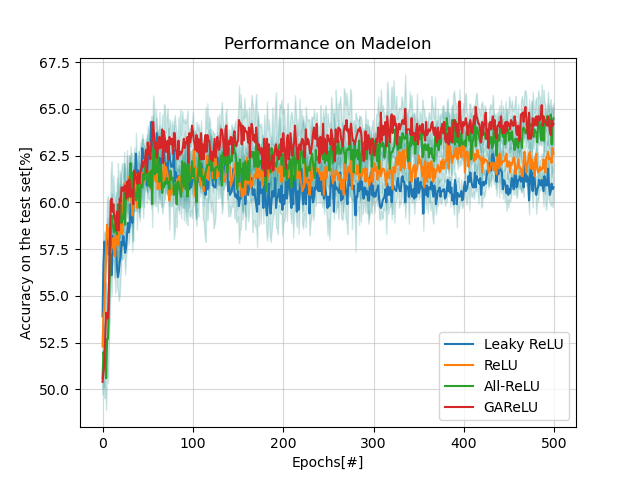 Performance on Madelon
Accuracy on the test set[%]
67.5
65.0
62.5
60.0
57.5
55.0
52.5
50.0
0 100 200 300 400 500
Epochs[#]
Leaky ReLU
ReLU
All-ReLU
GAReLU